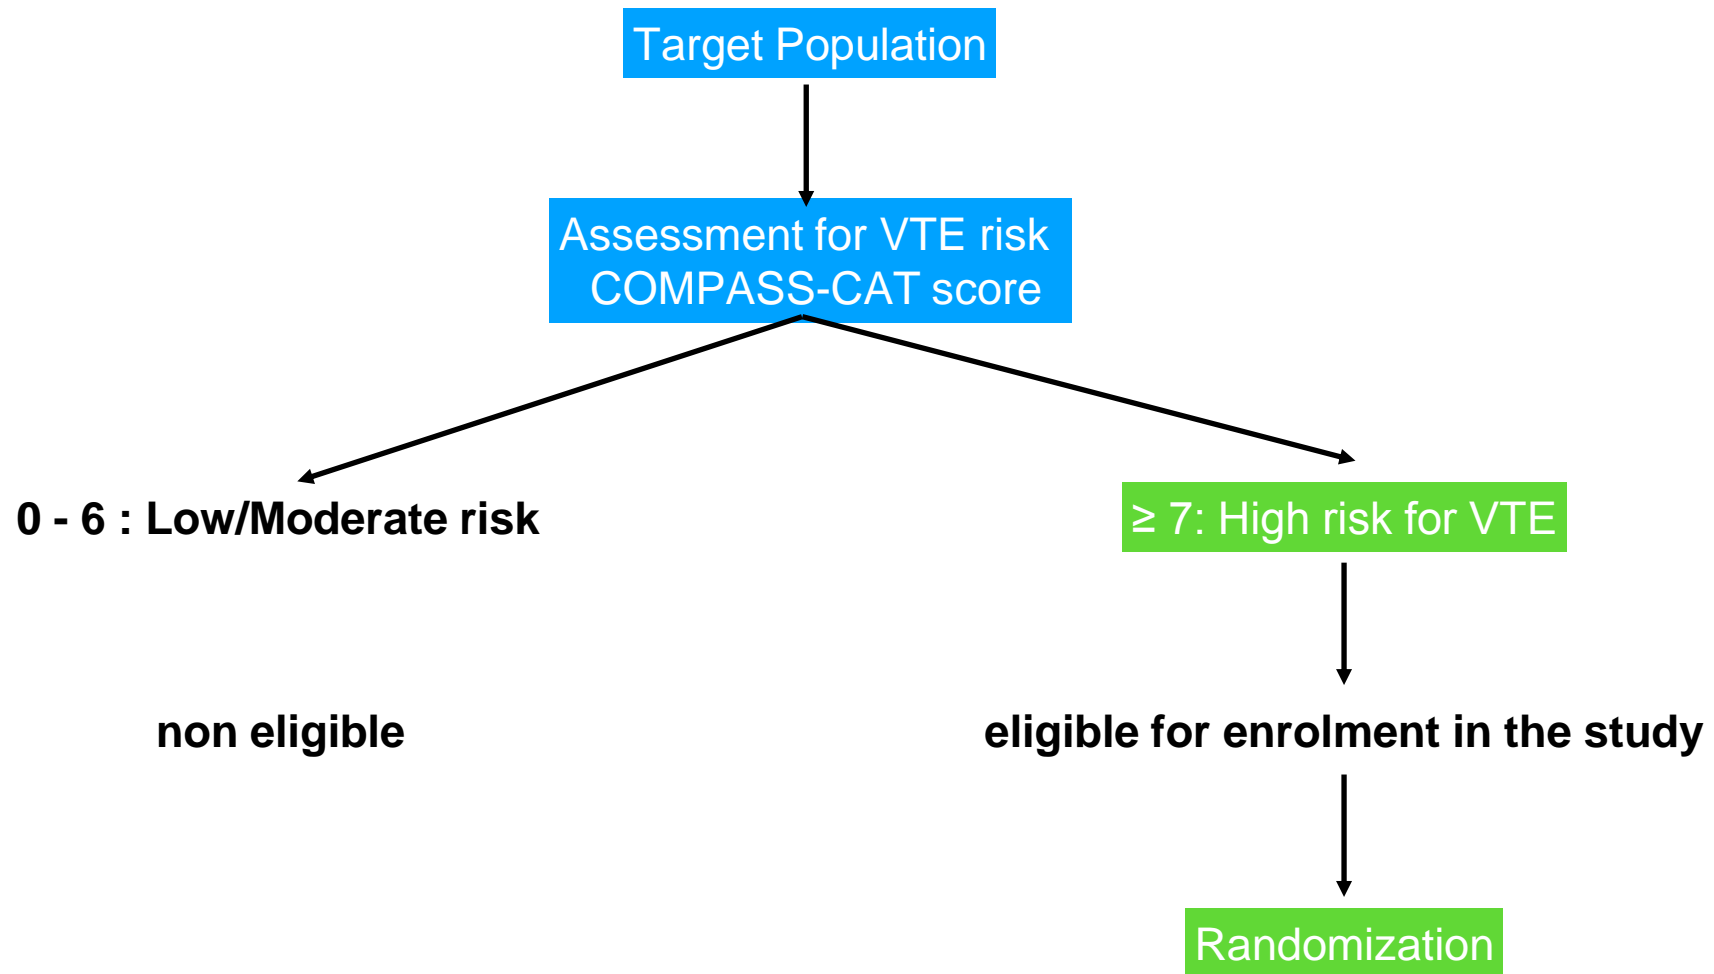 Target Population
Assessment for VTE risk
COMPASS-CAT score
0 - 6 : Low/Moderate risk
≥ 7: High risk for VTE
non eligible
eligible for enrolment in the study
Randomization